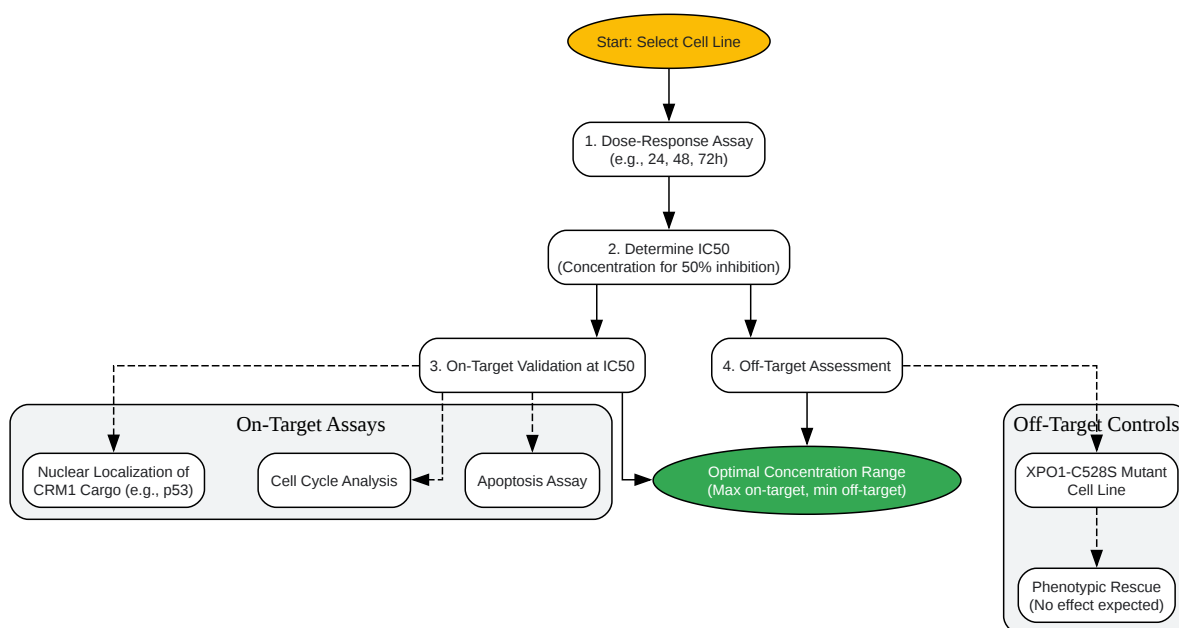 Start: Select Cell Line
1. Dose-Response Assay
(e.g., 24, 48, 72h)
2. Determine IC50
(Concentration for 50% inhibition)
3. On-Target Validation at IC50
4. Off-Target Assessment
On-Target Assays
Off-Target Controls
Nuclear Localization of
CRM1 Cargo (e.g., p53)
Cell Cycle Analysis
Apoptosis Assay
Optimal Concentration Range
(Max on-target, min off-target)
XPO1-C528S Mutant
Cell Line
Phenotypic Rescue
(No effect expected)